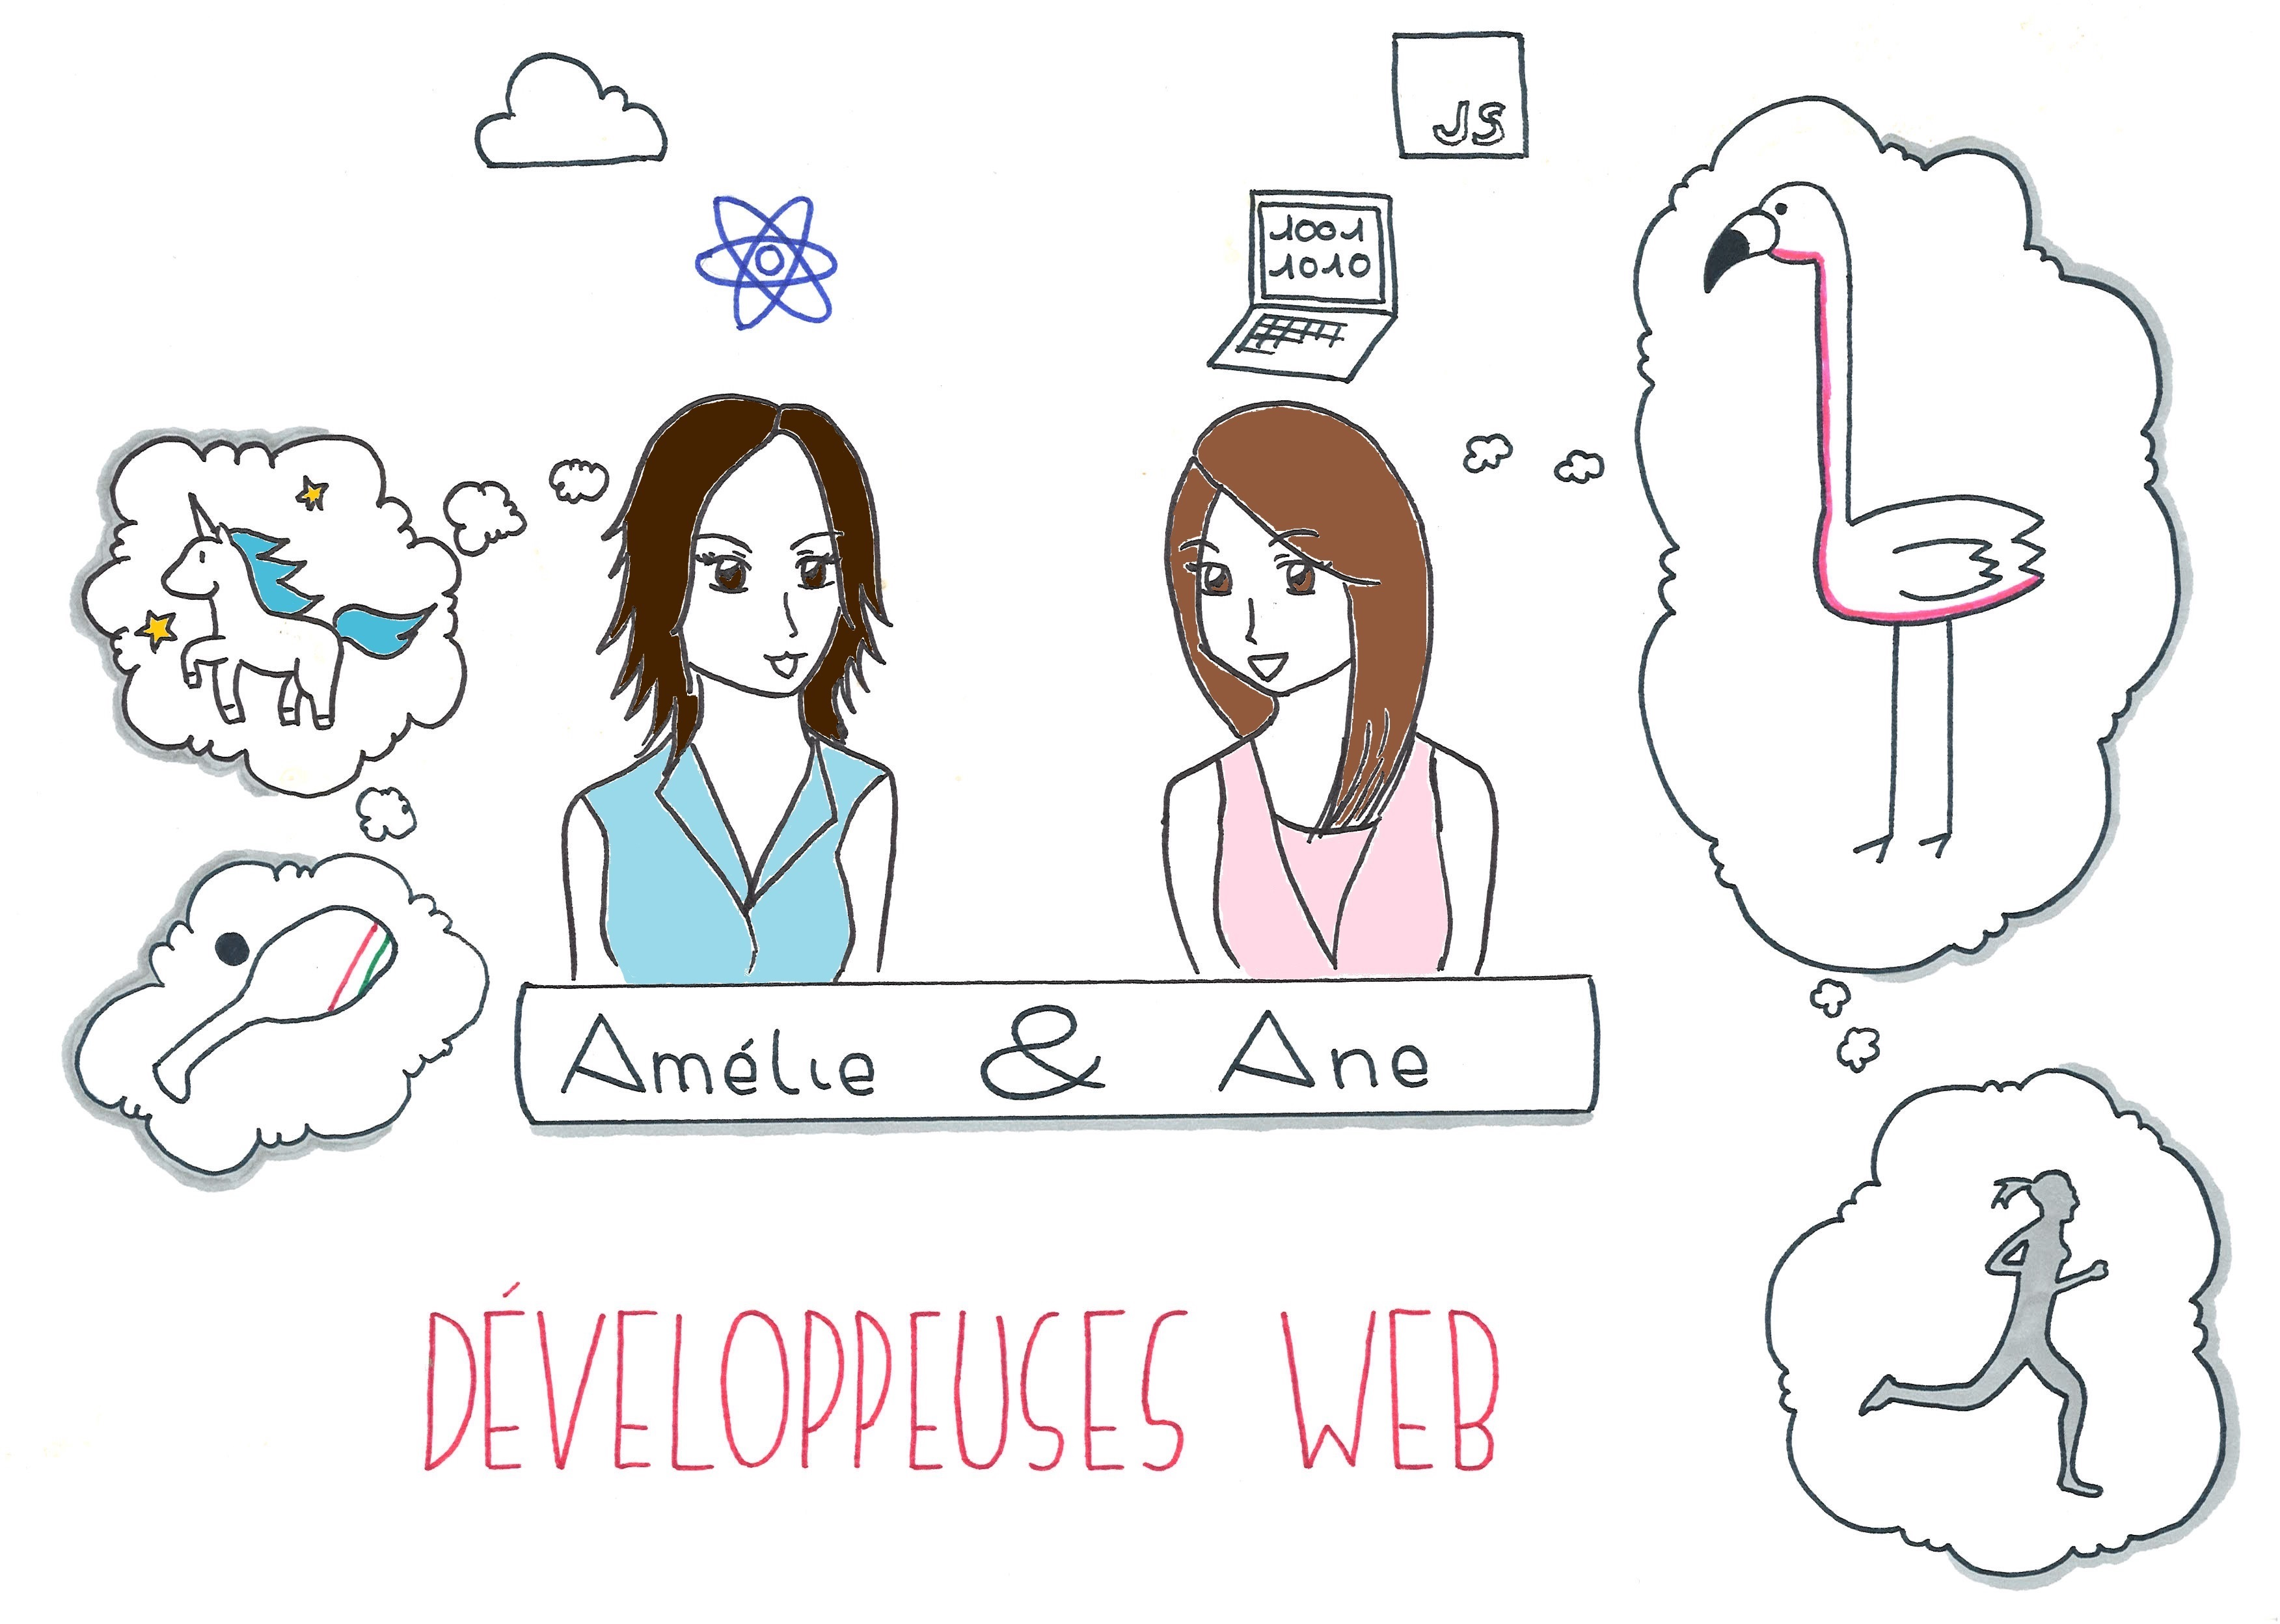 JS
1001
1010
Amélie & Ane
DÉVELOPPEUSES WEB